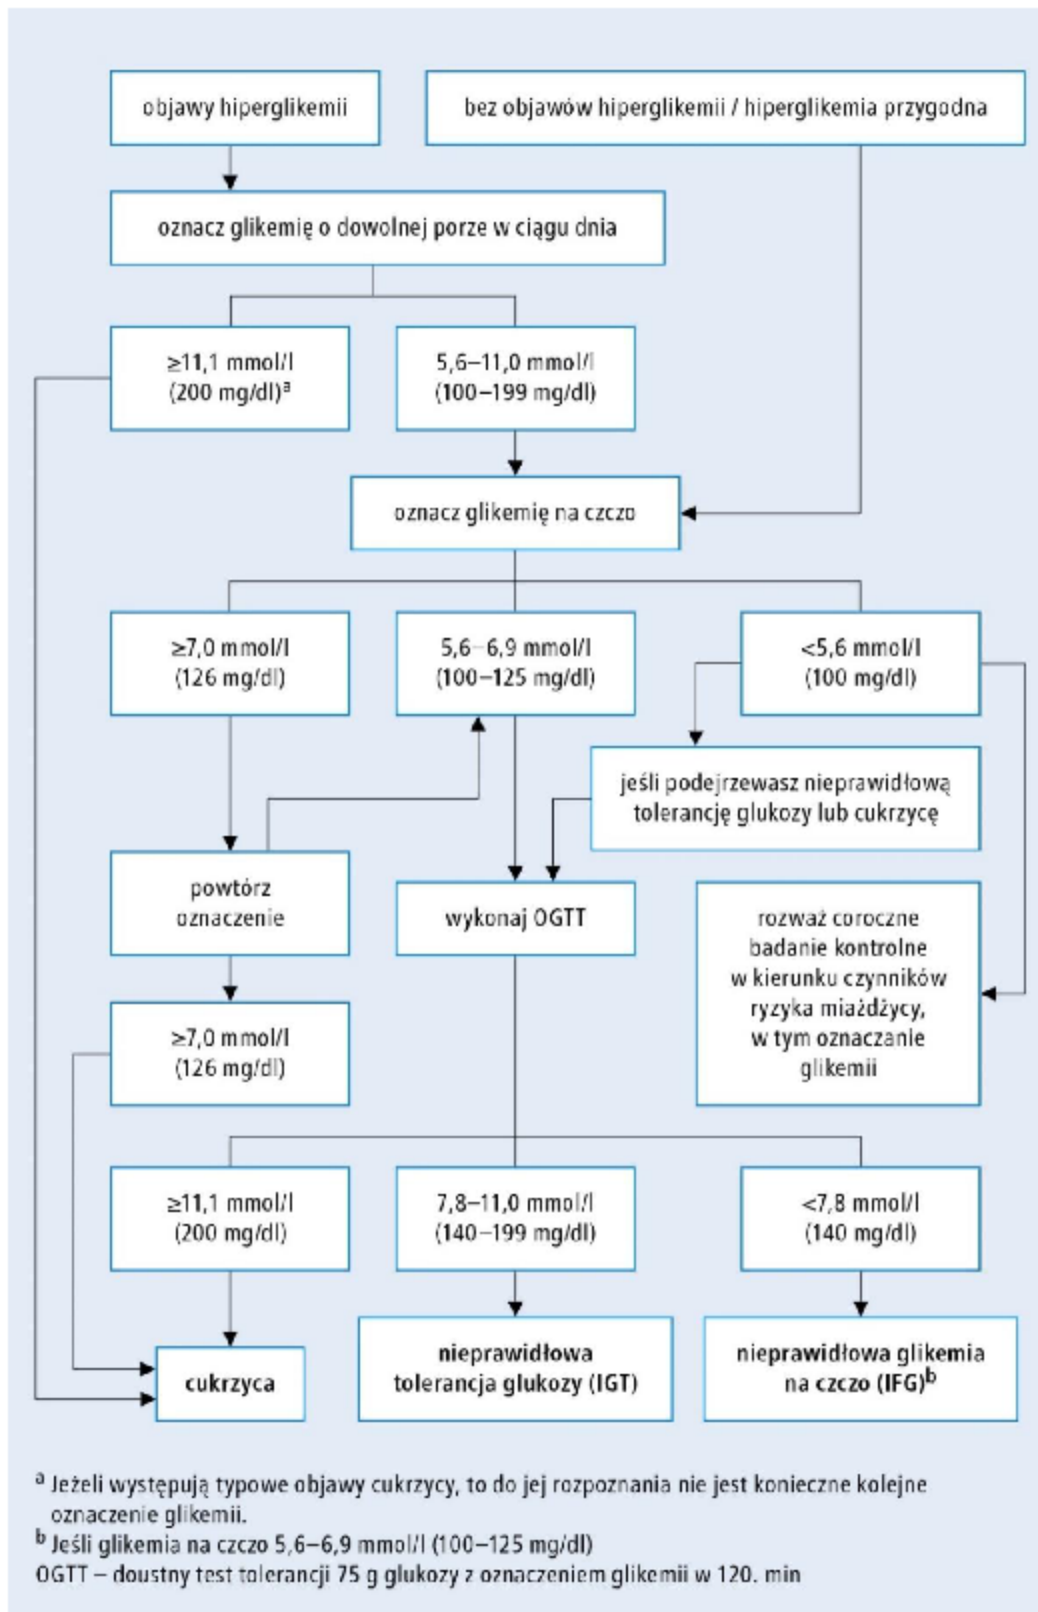 objawy hiperglikemii
bez objawów hiperglikemii / hiperglikemia przygodna
oznacz glikemię o dowolnej porze w ciągu dnia
≥11,1 mmol/l
(200 mg/dl)ᵃ
5,6–11,0 mmol/l
(100–199 mg/dl)
oznacz glikemię na czczo
≥7,0 mmol/l
(126 mg/dl)
5,6–6,9 mmol/l
(100–125 mg/dl)
<5,6 mmol/l
(100 mg/dl)
jeśli podejrzewasz nieprawidłową
tolerancję glukozy lub cukrzycę
powtórz
oznaczenie
wykonaj OGTT
rozważ coroczne
badanie kontrolne
w kierunku czynników
ryzyka miażdżycy,
w tym oznaczanie
glikemii
≥7,0 mmol/l
(126 mg/dl)
≥11,1 mmol/l
(200 mg/dl)
7,8–11,0 mmol/l
(140–199 mg/dl)
<7,8 mmol/l
(140 mg/dl)
cukrzyca
nieprawidłowa
tolerancja glukozy (IGT)
nieprawidłowa glikemia
na czczo (IFG)ᵇ
ᵃ Jeżeli występują typowe objawy cukrzycy, to do jej rozpoznania nie jest konieczne kolejne
oznaczenie glikemii.
ᵇ Jeśli glikemia na czczo 5,6–6,9 mmol/l (100–125 mg/dl)
OGTT – doustny test tolerancji 75 g glukozy z oznaczeniem glikemii w 120. min